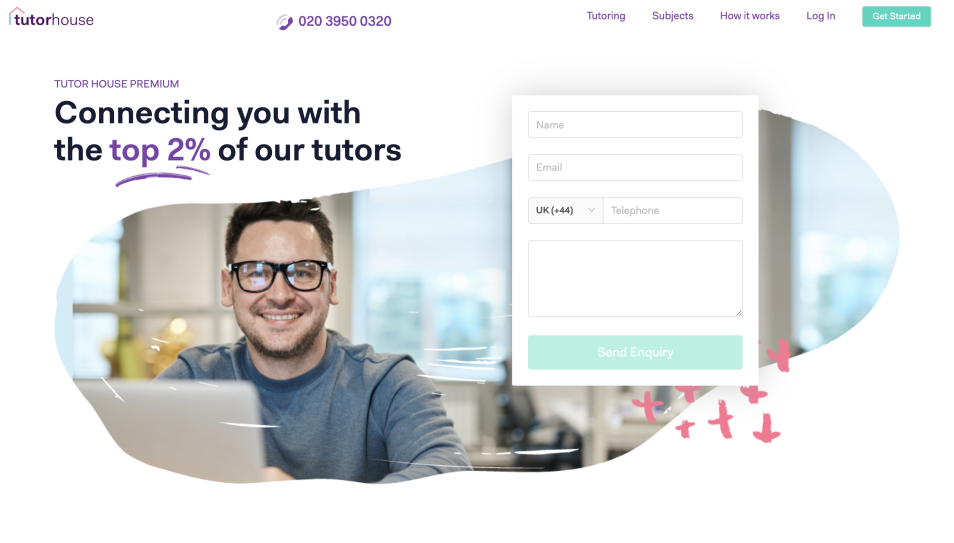 tutorhouse
020 3950 0320
Tutoring
Subjects
How it works
Log In
Get Started
TUTOR HOUSE PREMIUM
Connecting you with
the top 2% of our tutors
Name
Email
UK (+44)
Telephone
Send Enquiry